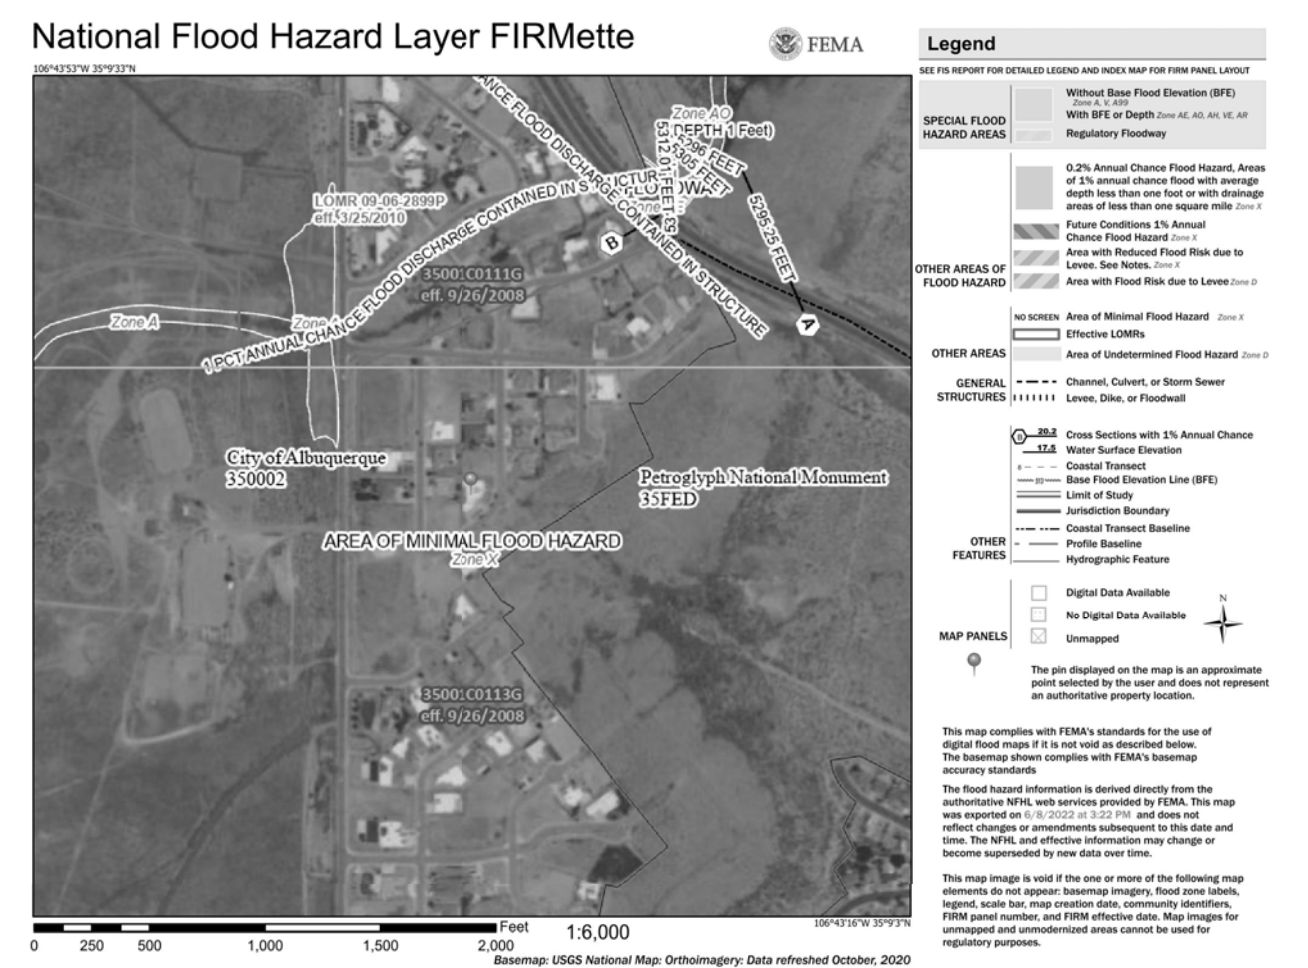 National Flood Hazard Layer FIRMette
FEMA
106°43'53"W 35°9'33"N
Zone AO
(DEPTH 1 Feet)
5296 FEET
5305 FEET
5312.01 FEET
5295.25 FEET
1 PCT ANNUAL CHANCE FLOOD DISCHARGE CONTAINED IN STRUCTURE
ANCE FLOOD DISCHARGE CONTAINED IN STRUCTURE
LOMR 09-06-2899P
eff. 3/25/2010
B
A
35001C0111G
eff. 9/26/2008
Zone A
City of Albuquerque
350002
Petroglyph National Monument
35FED
AREA OF MINIMAL FLOOD HAZARD
Zone X
35001C0113G
eff. 9/26/2008
106°43'16"W 35°9'3"N
0 250 500 1,000 1,500 2,000
Feet
1:6,000
Basemap: USGS National Map: Orthoimagery: Data refreshed October, 2020
Legend
SEE FIS REPORT FOR DETAILED LEGEND AND INDEX MAP FOR FIRM PANEL LAYOUT
SPECIAL FLOOD
HAZARD AREAS
Without Base Flood Elevation (BFE)
Zone A, V, A99
With BFE or Depth Zone AE, AO, AH, VE, AR
Regulatory Floodway
OTHER AREAS OF
FLOOD HAZARD
0.2% Annual Chance Flood Hazard, Areas
of 1% annual chance flood with average
depth less than one foot or with drainage
areas of less than one square mile Zone X
Future Conditions 1% Annual
Chance Flood Hazard Zone X
Area with Reduced Flood Risk due to
Levee. See Notes. Zone X
Area with Flood Risk due to Levee Zone D
OTHER AREAS
NO SCREEN Area of Minimal Flood Hazard Zone X
Effective LOMRs
Area of Undetermined Flood Hazard Zone D
GENERAL
STRUCTURES
Channel, Culvert, or Storm Sewer
Levee, Dike, or Floodwall
OTHER
FEATURES
B 20.2 Cross Sections with 1% Annual Chance
17.5 Water Surface Elevation
8 Coastal Transect
513 Base Flood Elevation Line (BFE)
Limit of Study
Jurisdiction Boundary
Coastal Transect Baseline
Profile Baseline
Hydrographic Feature
MAP PANELS
Digital Data Available
No Digital Data Available
Unmapped
N
The pin displayed on the map is an approximate
point selected by the user and does not represent
an authoritative property location.
This map complies with FEMA's standards for the use of
digital flood maps if it is not void as described below.
The basemap shown complies with FEMA's basemap
accuracy standards
The flood hazard information is derived directly from the
authoritative NFHL web services provided by FEMA. This map
was exported on 6/8/2022 at 3:22 PM and does not
reflect changes or amendments subsequent to this date and
time. The NFHL and effective information may change or
become superseded by new data over time.
This map image is void if the one or more of the following map
elements do not appear: basemap imagery, flood zone labels,
legend, scale bar, map creation date, community identifiers,
FIRM panel number, and FIRM effective date. Map images for
unmapped and unmodernized areas cannot be used for
regulatory purposes.